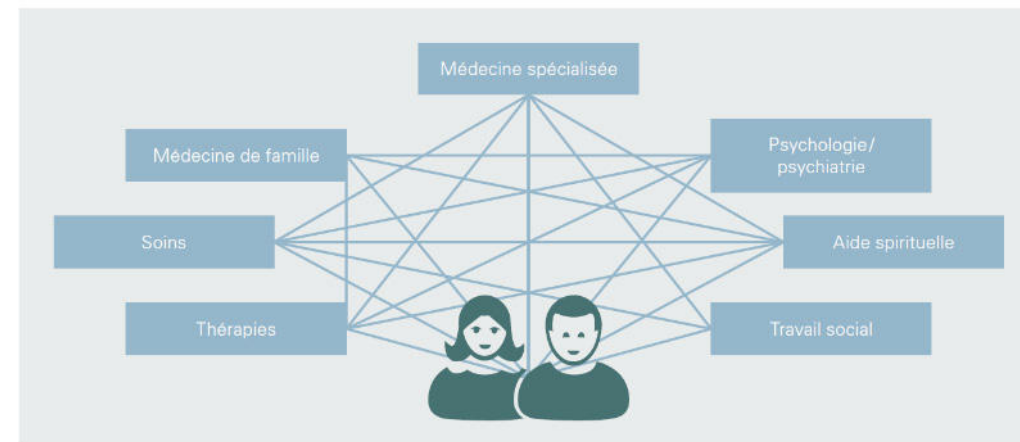 Médecine spécialisée
Médecine de famille
Psychologie/
psychiatrie
Soins
Aide spirituelle
Thérapies
Travail social